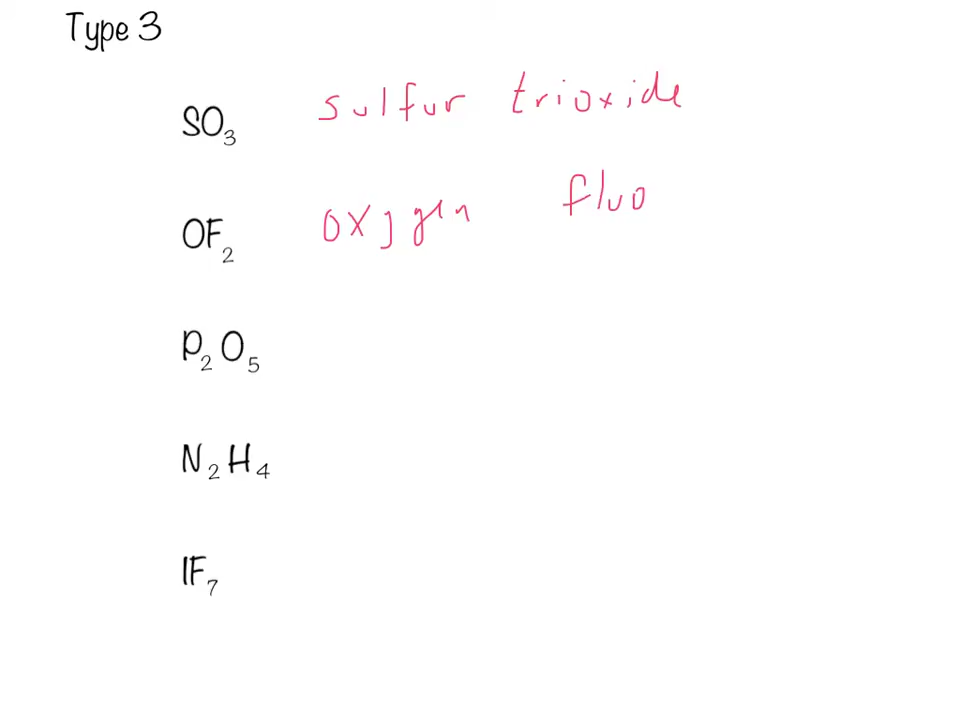 Type 3
SO₃ sulfur trioxide
OF₂ oxygen fluo
P₂O₅
N₂H₄
IF₇